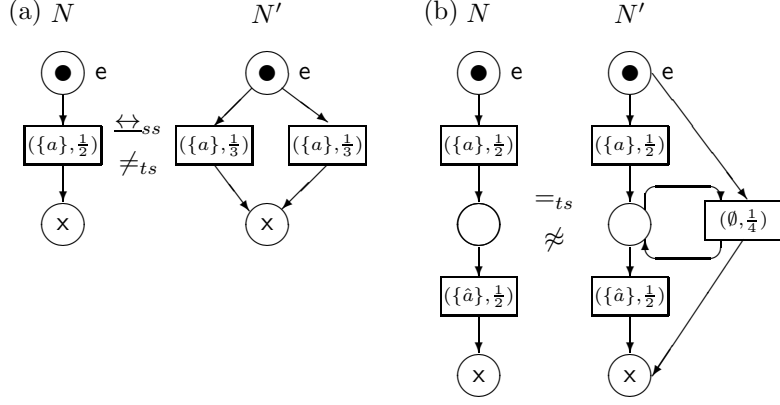 (a) N N′ (b) N N′
e e e e
({a}, 1/2) ↔ss ({a}, 1/3) ({a}, 1/3) ({a}, 1/2) ({a}, 1/2)
≠ts
x x =ts (∅, 1/4)
≉
({â}, 1/2) ({â}, 1/2)
x x